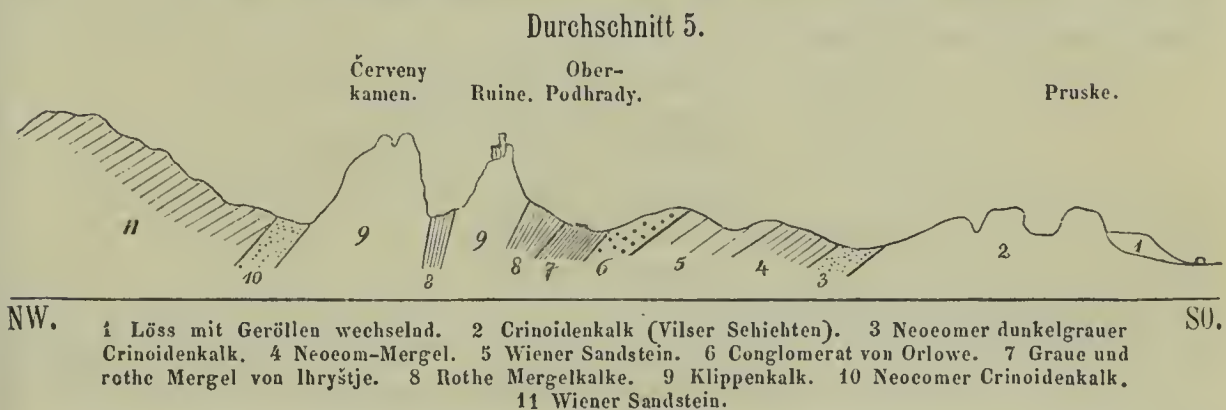 Durchschnitt 5.
Červeny
kamen.
Ruine.
Ober-
Podhrady.
Pruske.
11
10
9
8
9
8
7
6
5
4
3
2
1
NW.
SO.
1 Löss mit Geröllen wechselnd. 2 Crinoidenkalk (Vilser Schichten). 3 Neocomer dunkelgrauer
Crinoidenkalk. 4 Neocom-Mergel. 5 Wiener Sandstein. 6 Conglomerat von Orlowe. 7 Graue und
rothe Mergel von Ihryštje. 8 Rothe Mergelkalke. 9 Klippenkalk. 10 Neocomer Crinoidenkalk.
11 Wiener Sandstein.